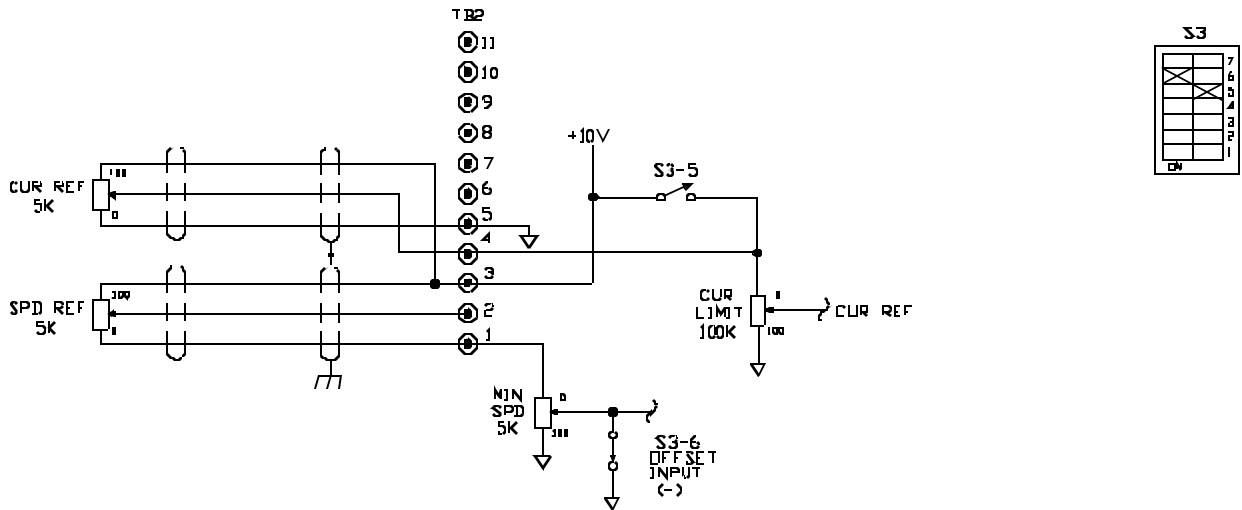 TB2
11
10
9
8
7
6
5
4
3
2
1
CUR REF
5K
100
0
SPD REF
5K
100
0
+10V
S3-5
CUR
LIMIT
100K
0
100
CUR REF
MIN
SPD
5K
0
100
S3-6
OFFSET
INPUT
(-)
S3
7
6
5
4
3
2
1
ON